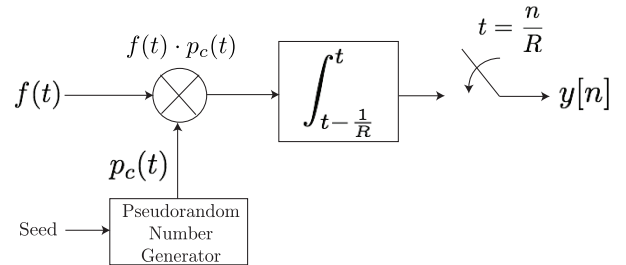 t = n/R
f(t) · p_c(t)
f(t)
∫_{t-1/R}^{t}
y[n]
p_c(t)
Seed
Pseudorandom
Number
Generator